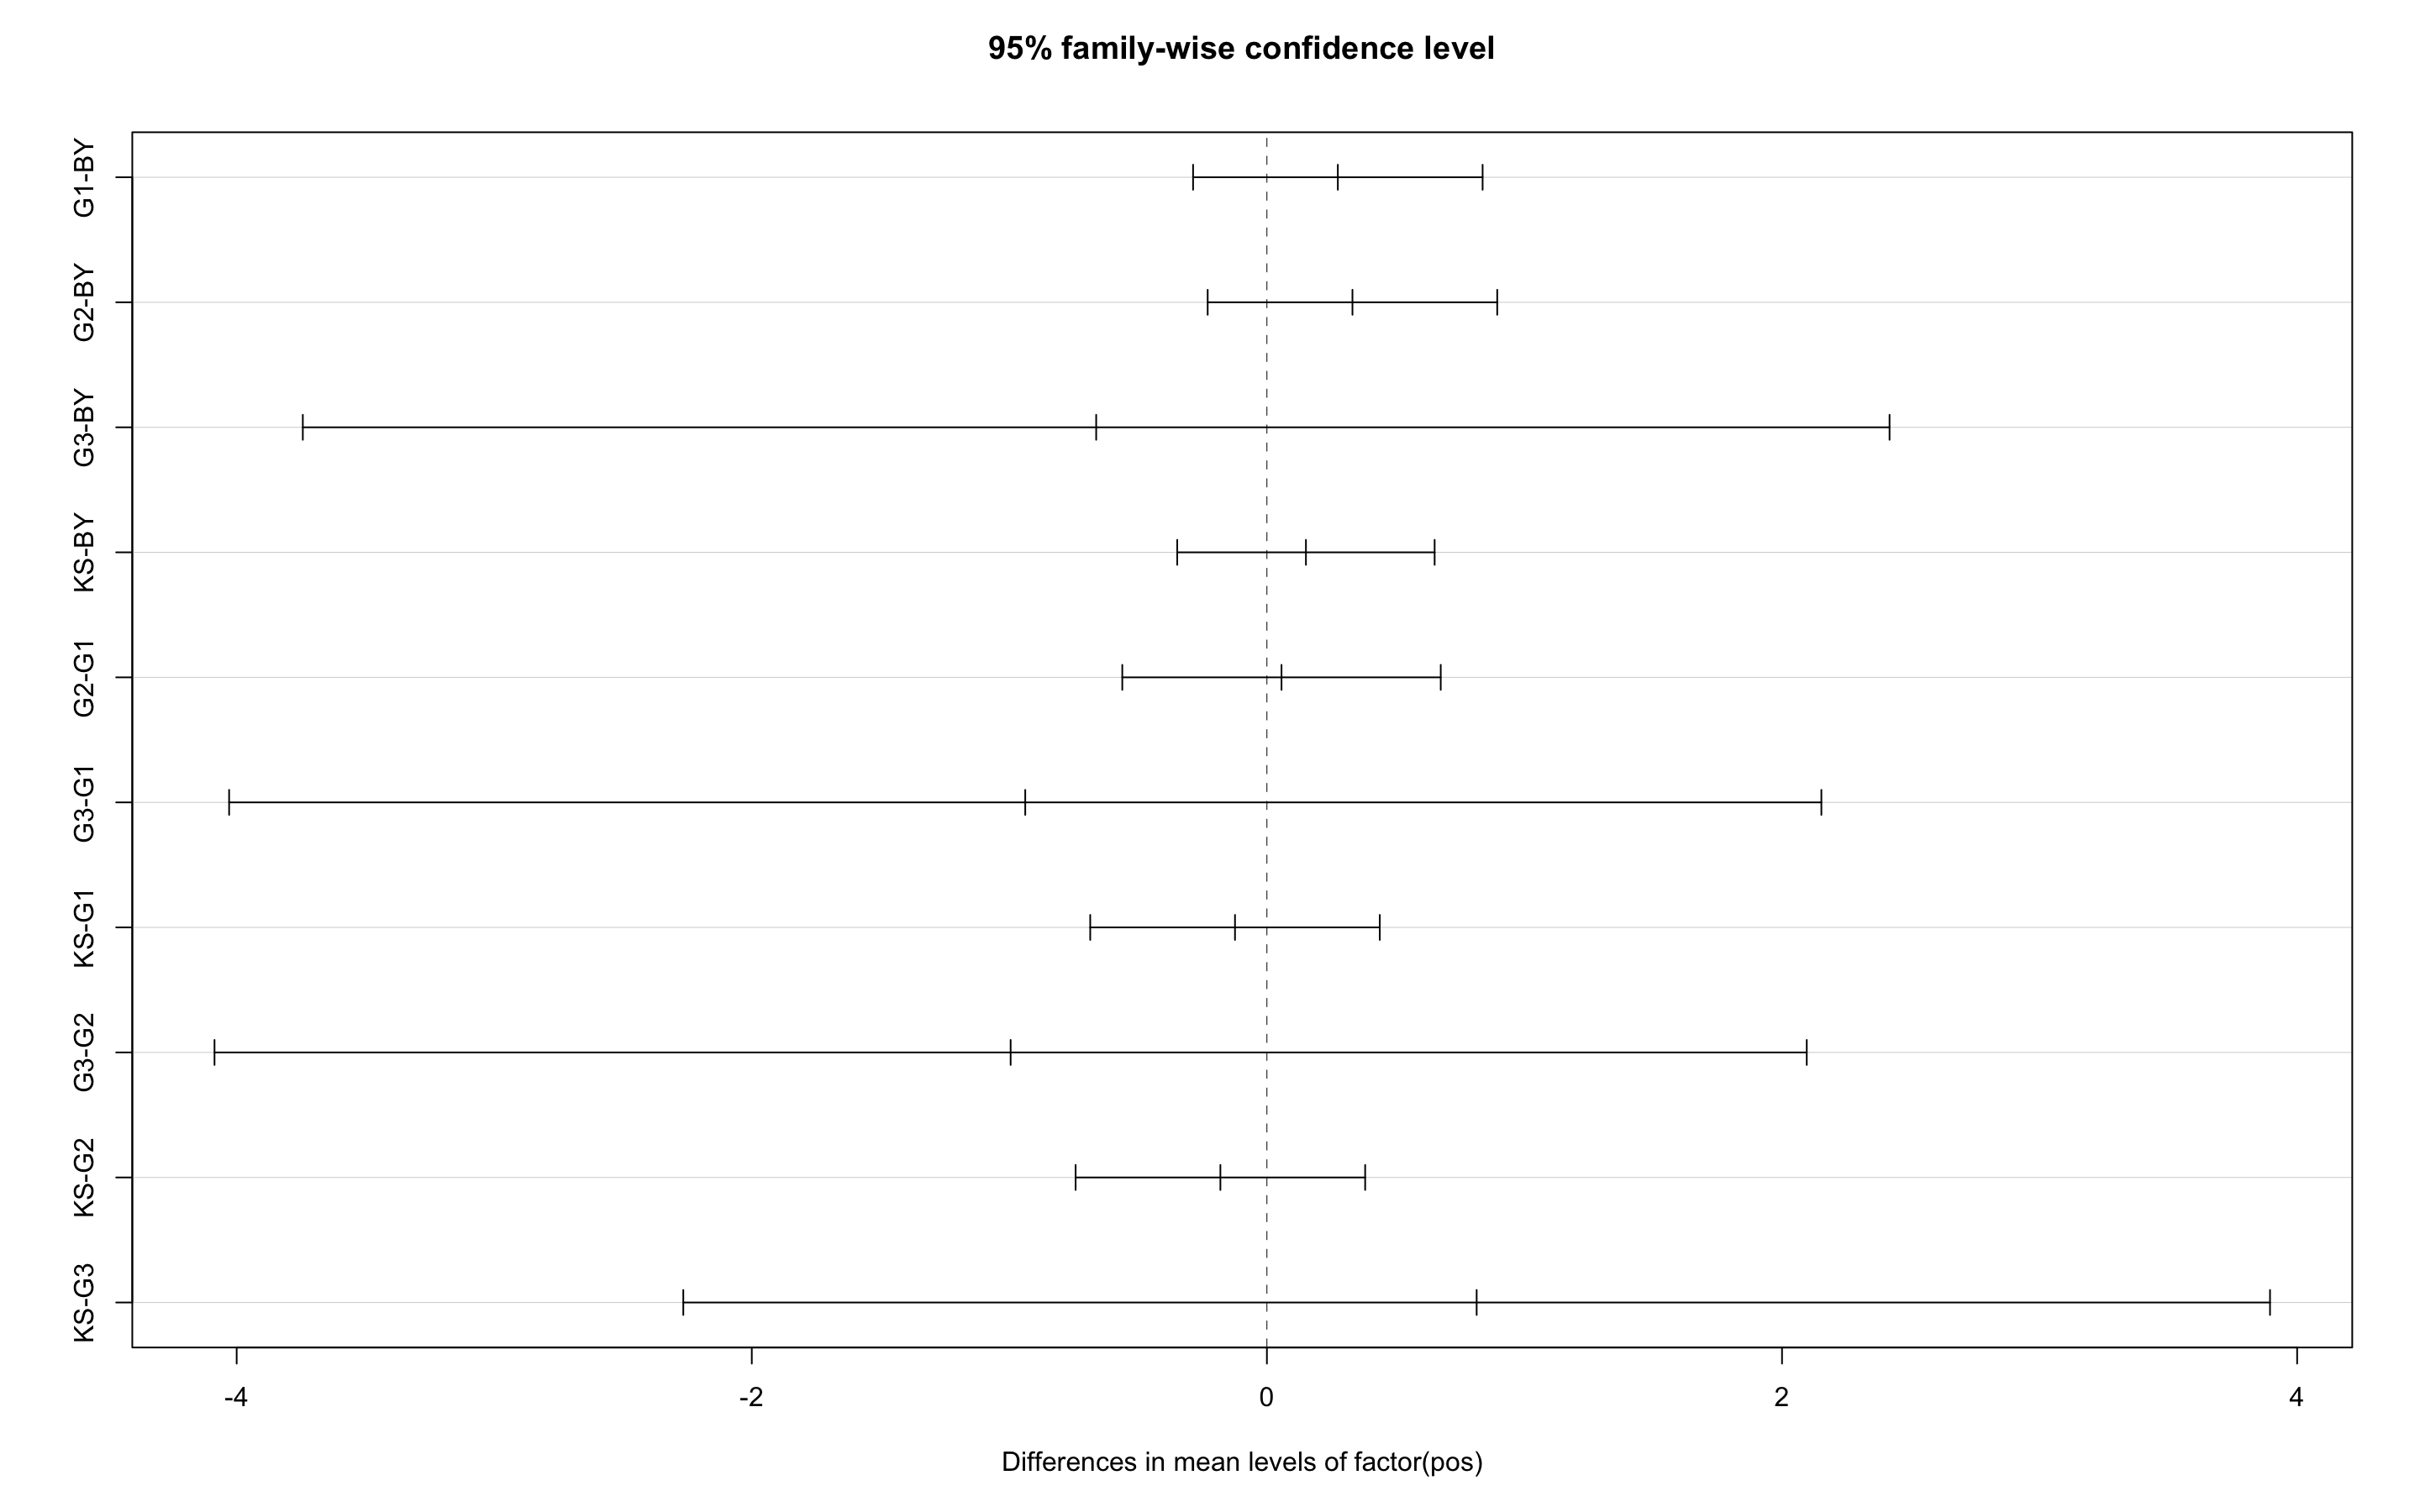 95% family-wise confidence level
G1-BY
G2-BY
G3-BY
KS-BY
G2-G1
G3-G1
KS-G1
G3-G2
KS-G2
KS-G3
-4 -2 0 2 4
Differences in mean levels of factor(pos)